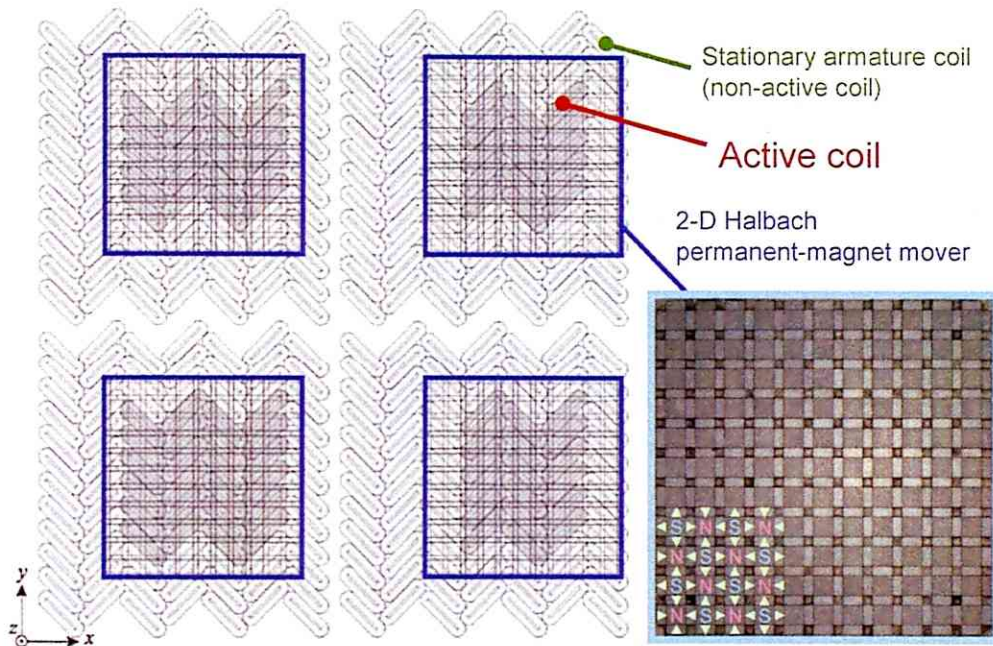 Stationary armature coil
(non-active coil)
Active coil
2-D Halbach
permanent-magnet mover
S N S N
N S N S
S N S N
N S N S
y
z x